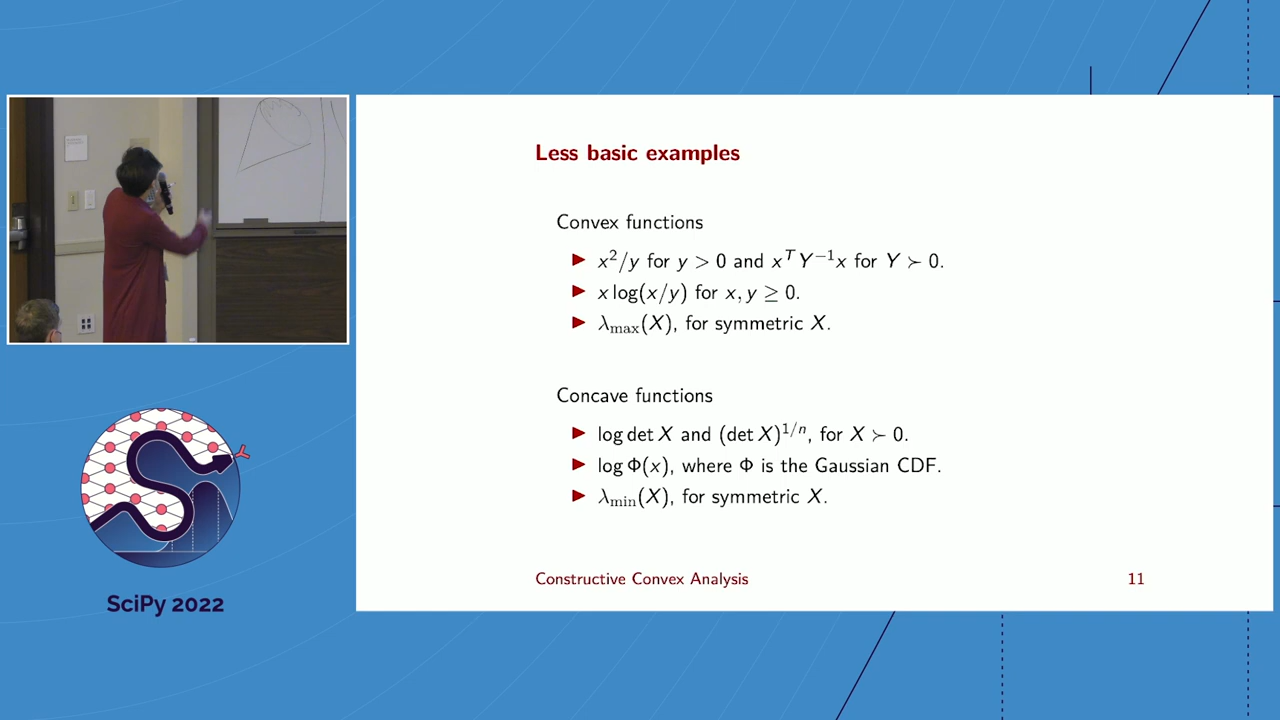 Less basic examples
Convex functions
▶ x²/y for y > 0 and xᵀY⁻¹x for Y ≻ 0.
▶ x log(x/y) for x, y ≥ 0.
▶ λmax(X), for symmetric X.
Concave functions
▶ log det X and (det X)^{1/n}, for X ≻ 0.
▶ log Φ(x), where Φ is the Gaussian CDF.
▶ λmin(X), for symmetric X.
Constructive Convex Analysis 11
SciPy 2022